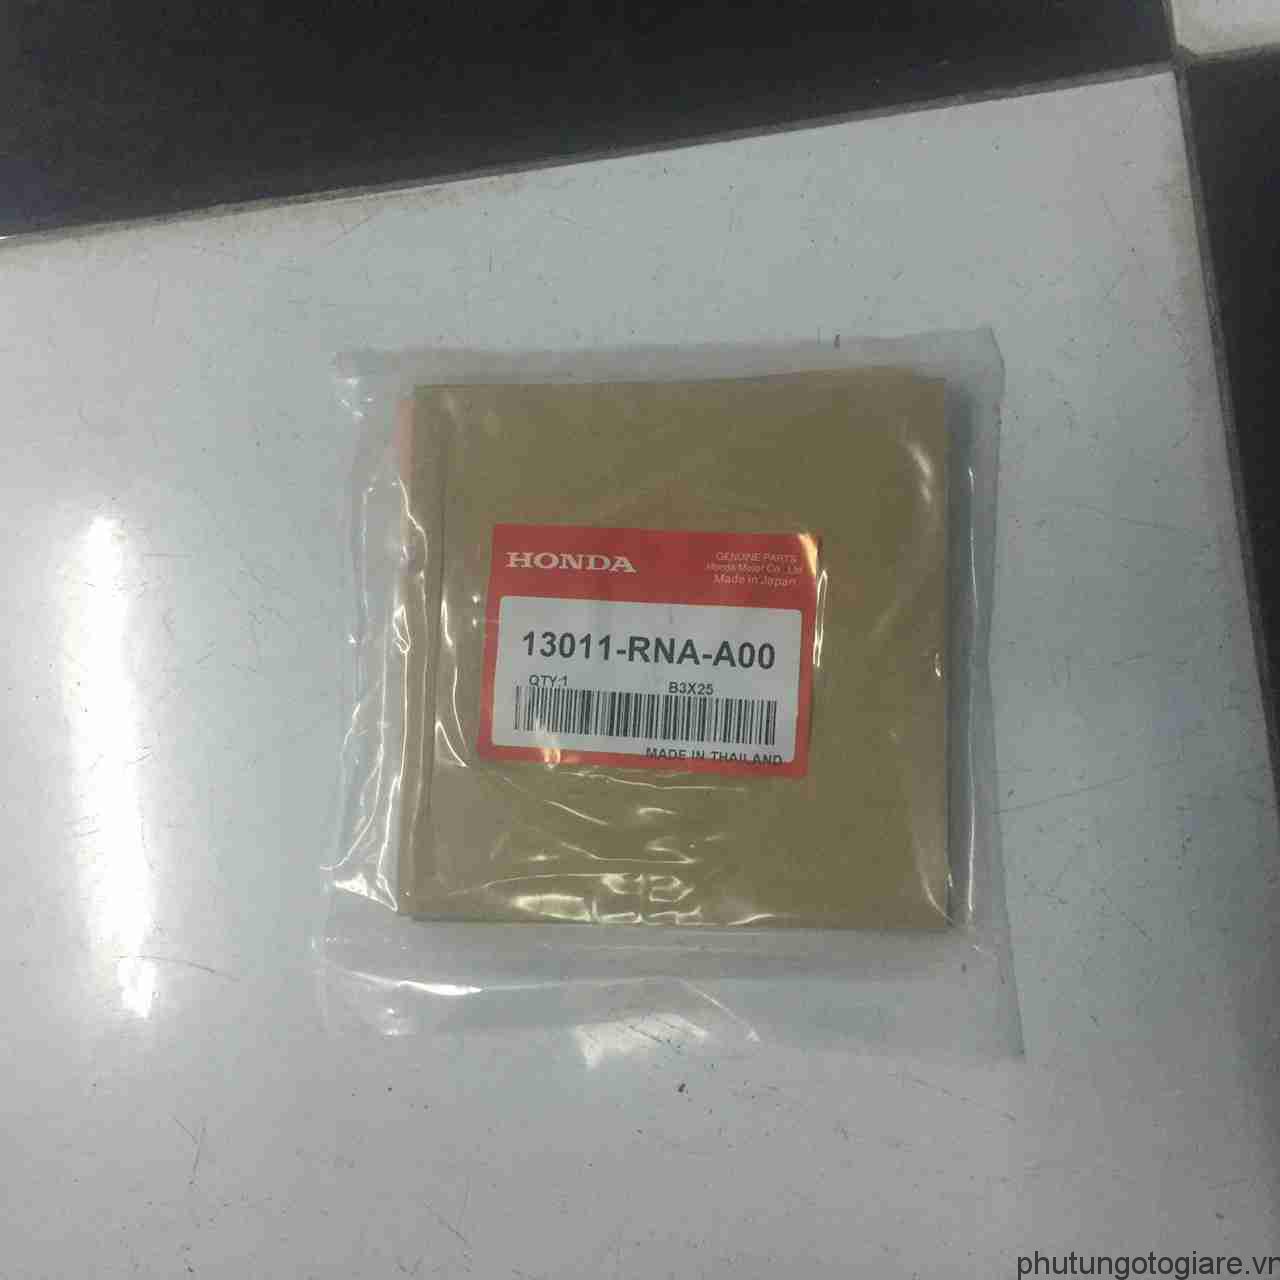 HONDA
GENUINE PARTS
Honda Motor Co., Ltd
Made in Japan
13011-RNA-A00
QTY:1 B3X25
MADE IN THAILAND
phutungotogiare.vn